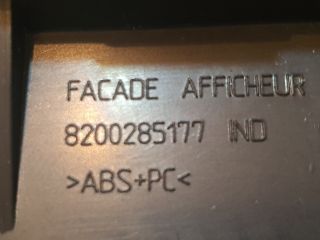 FACADE AFFICHEUR
8200285177 IND
>ABS+PC<